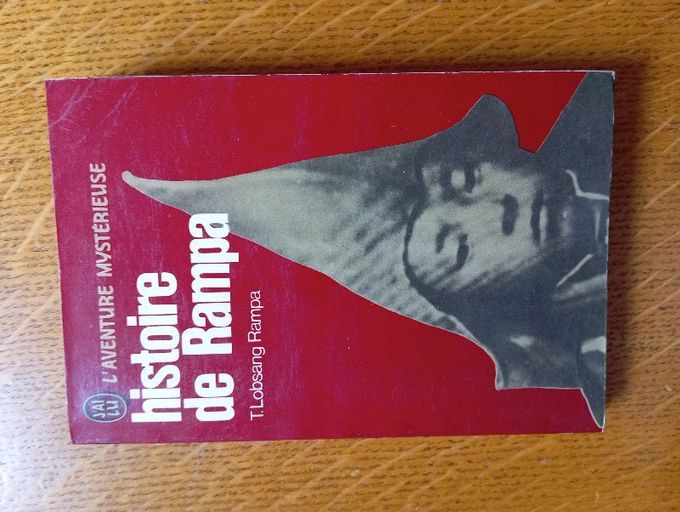 J'AI
LU
L'AVENTURE MYSTÉRIEUSE
histoire
de Rampa
T. Lobsang Rampa